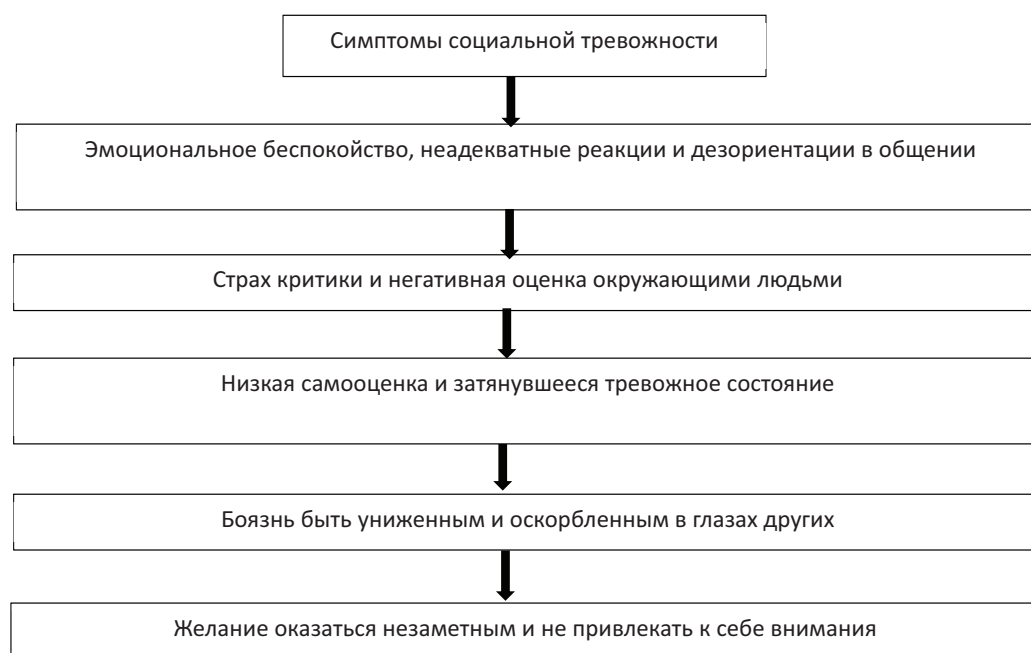 Симптомы социальной тревожности
Эмоциональное беспокойство, неадекватные реакции и дезориентации в общении
Страх критики и негативная оценка окружающими людьми
Низкая самооценка и затянувшееся тревожное состояние
Боязнь быть униженным и оскорбленным в глазах других
Желание оказаться незаметным и не привлекать к себе внимания